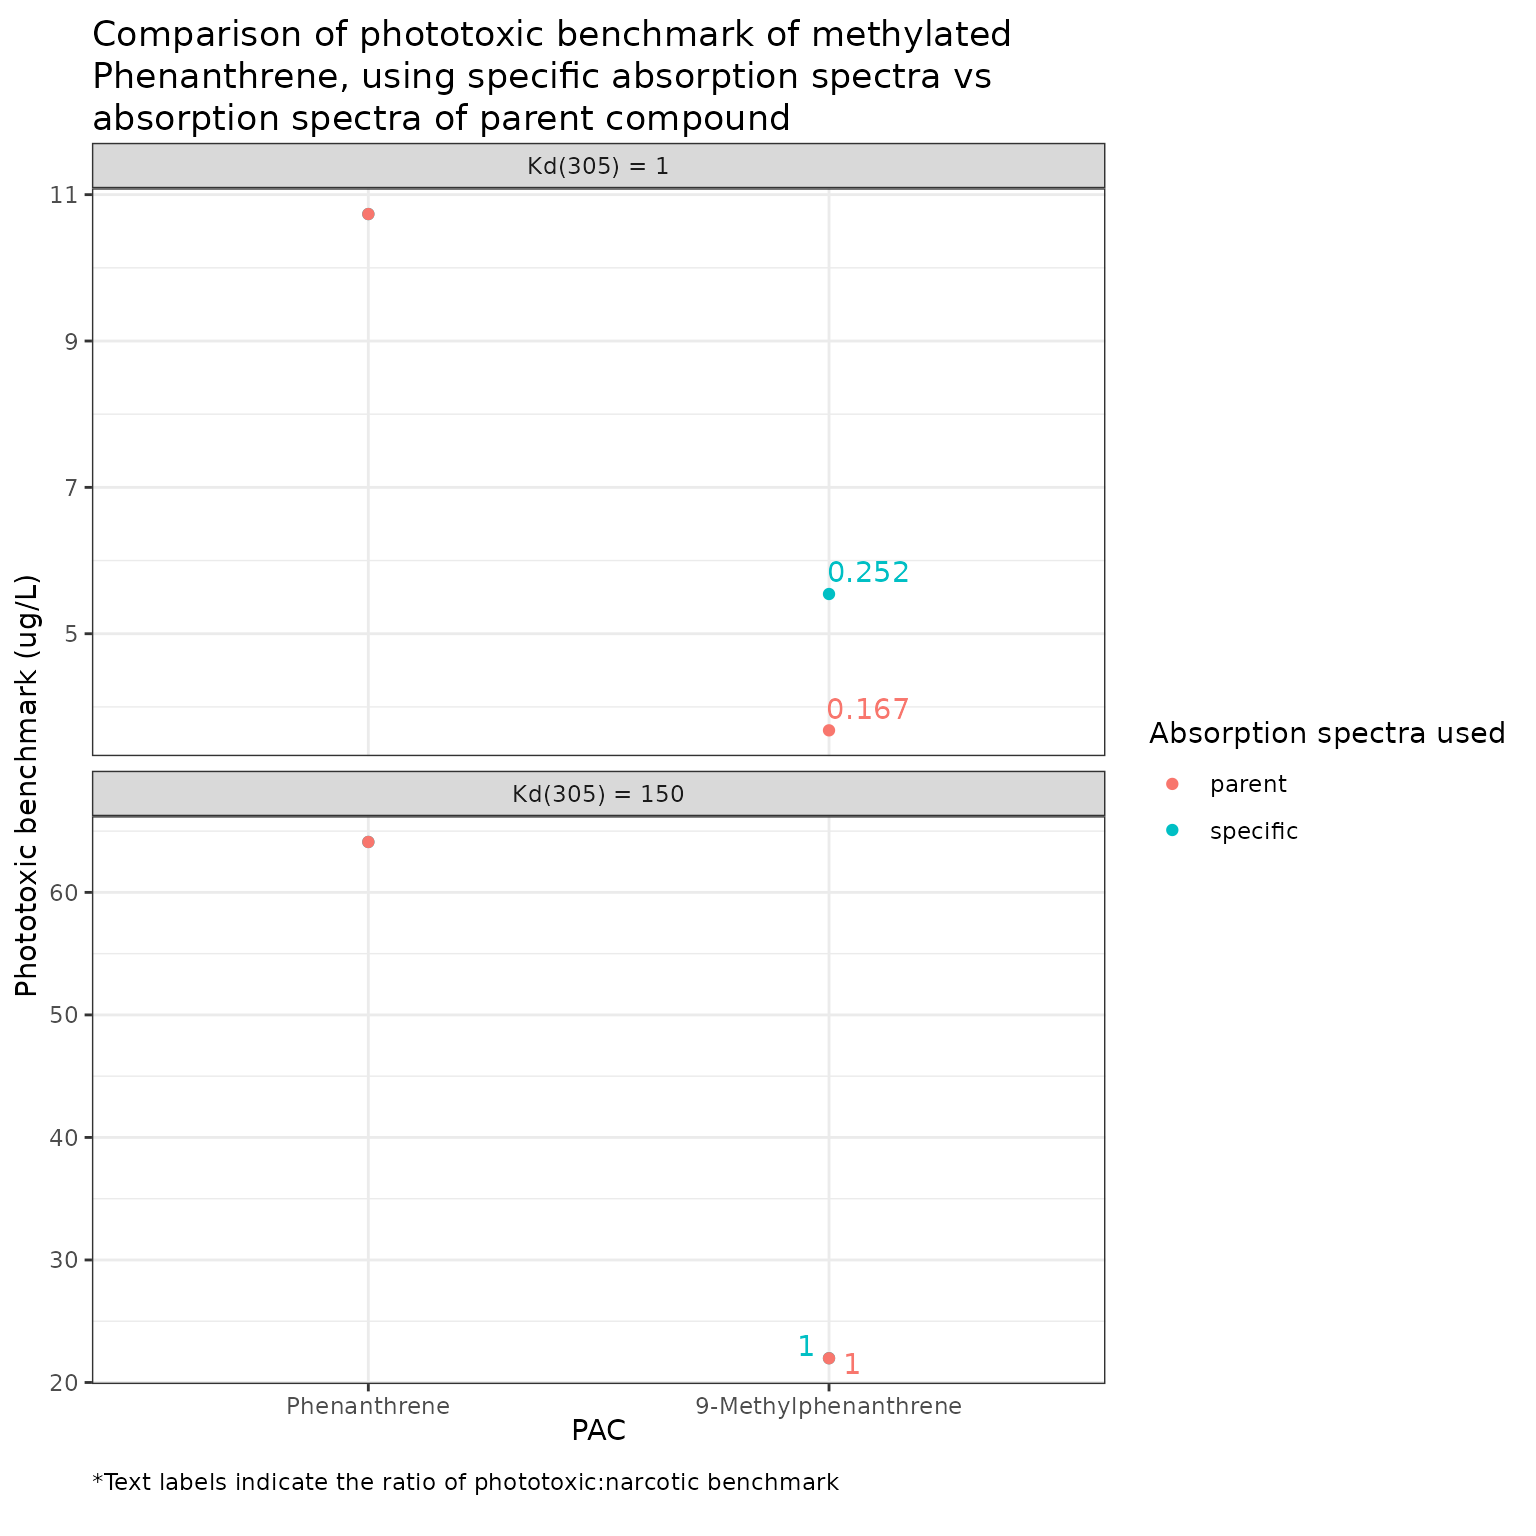 Comparison of phototoxic benchmark of methylated
Phenanthrene, using specific absorption spectra vs
absorption spectra of parent compound
Kd(305) = 1
11
9
7
5
0.252
0.167
Kd(305) = 150
60
50
40
30
20
1
1
Phototoxic benchmark (ug/L)
Phenanthrene
9-Methylphenanthrene
PAC
Absorption spectra used
parent
specific
*Text labels indicate the ratio of phototoxic:narcotic benchmark